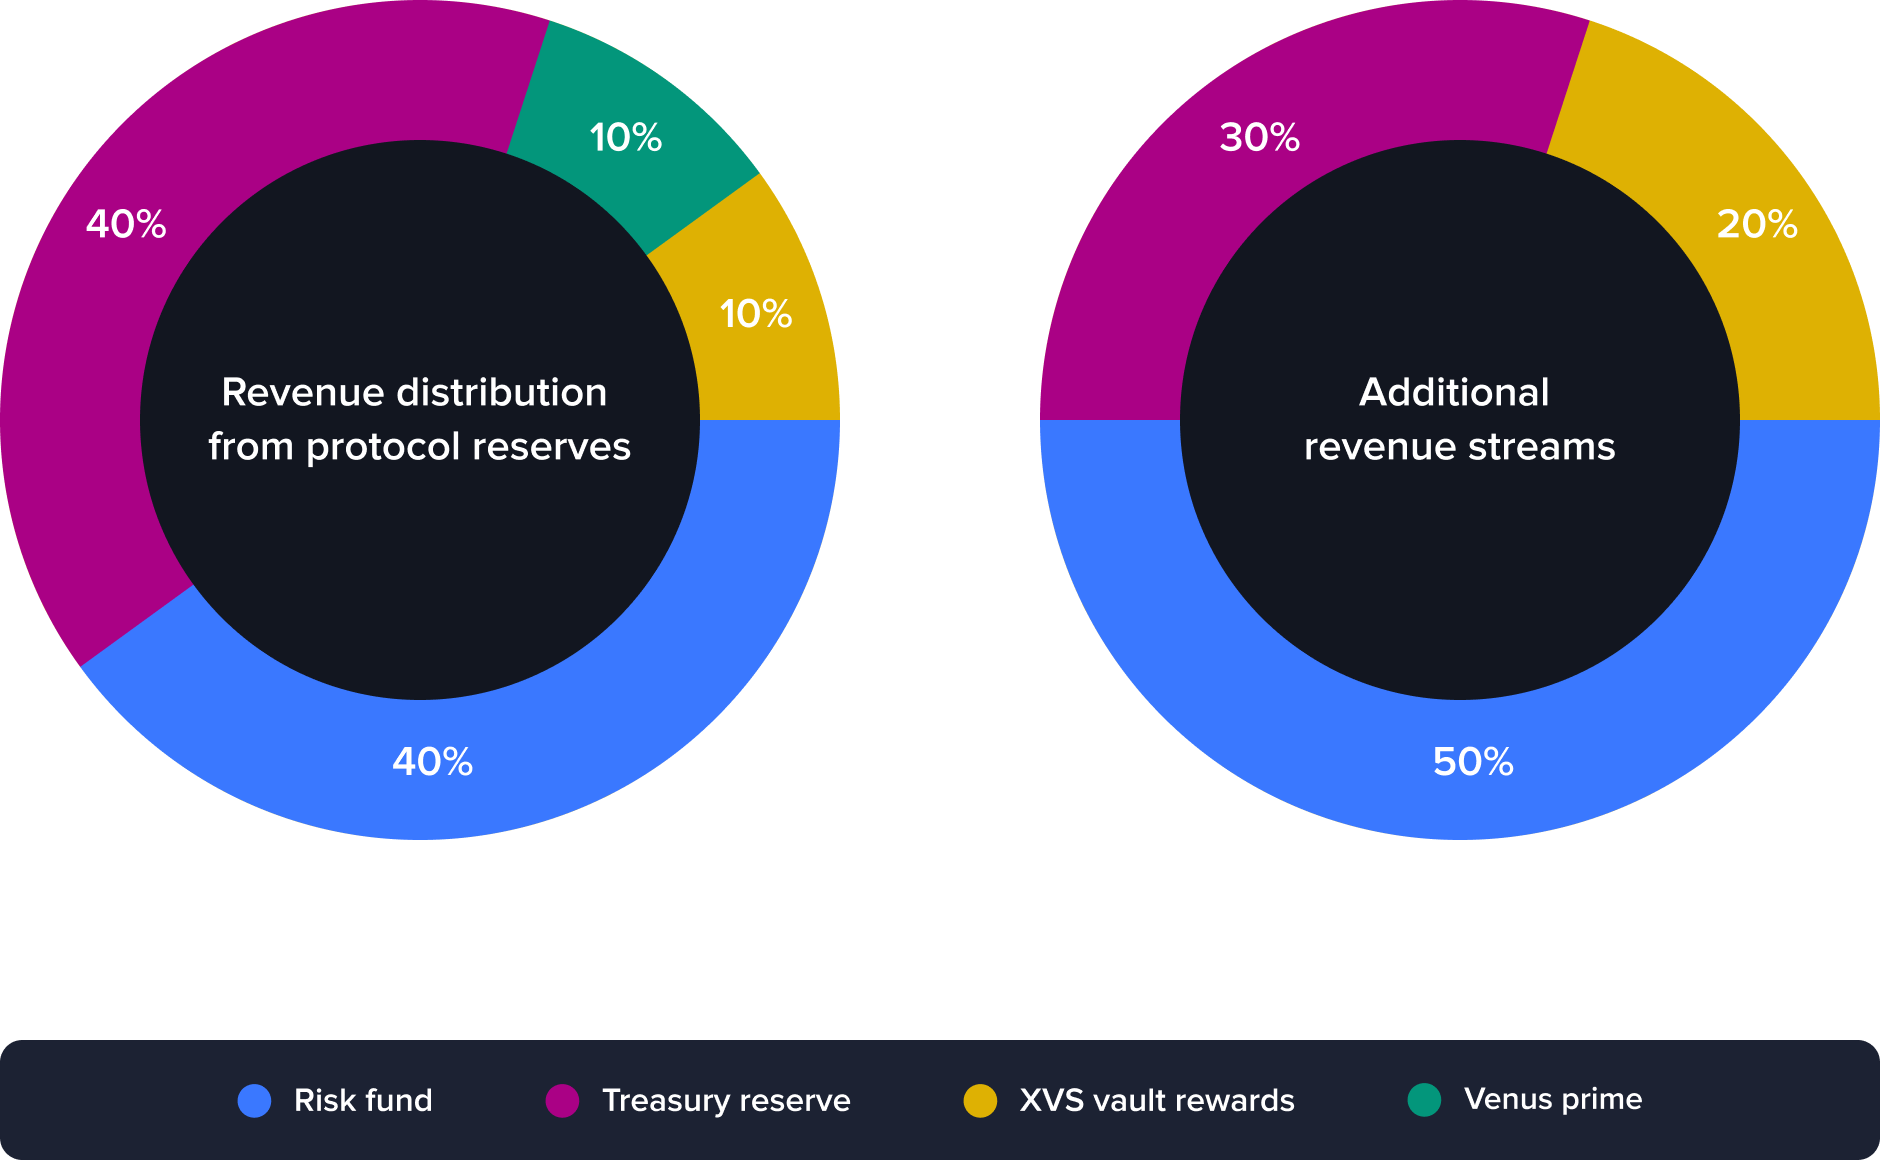 10%
40%
10%
Revenue distribution
from protocol reserves
40%
30%
20%
Additional
revenue streams
50%
Risk fund
Treasury reserve
XVS vault rewards
Venus prime